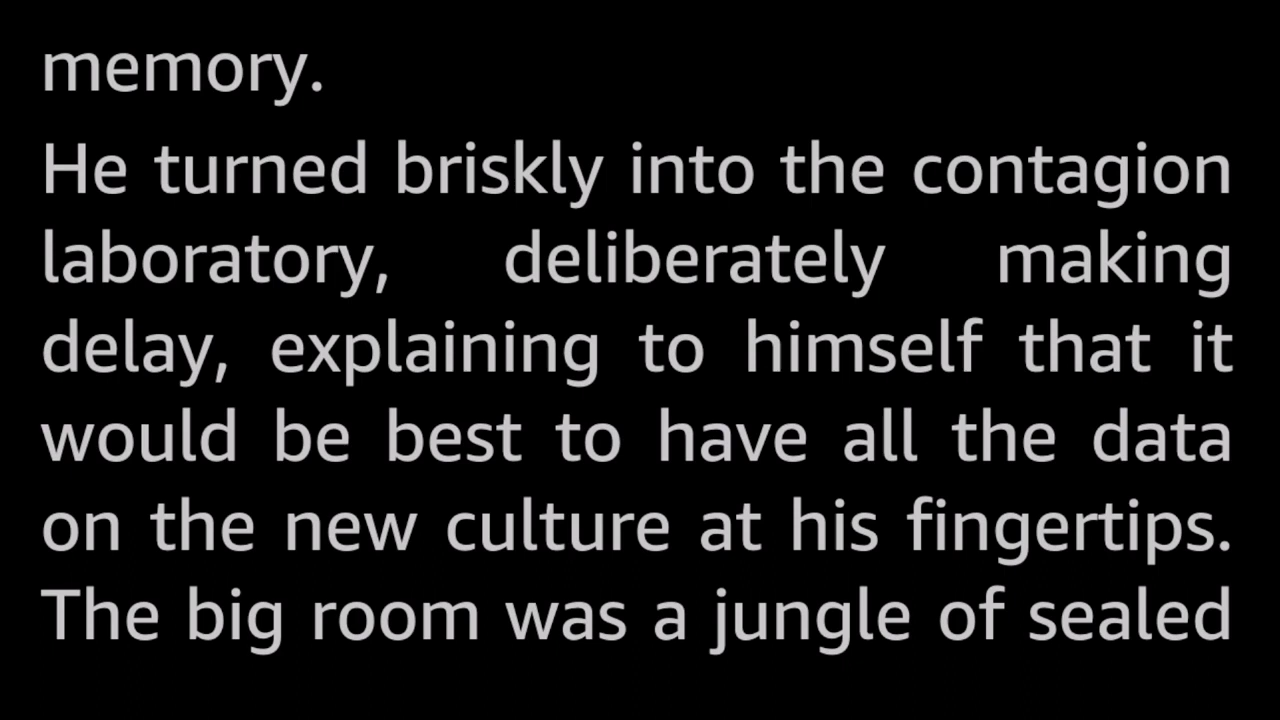 memory.
He turned briskly into the contagion
laboratory, deliberately making
delay, explaining to himself that it
would be best to have all the data
on the new culture at his fingertips.
The big room was a jungle of sealed